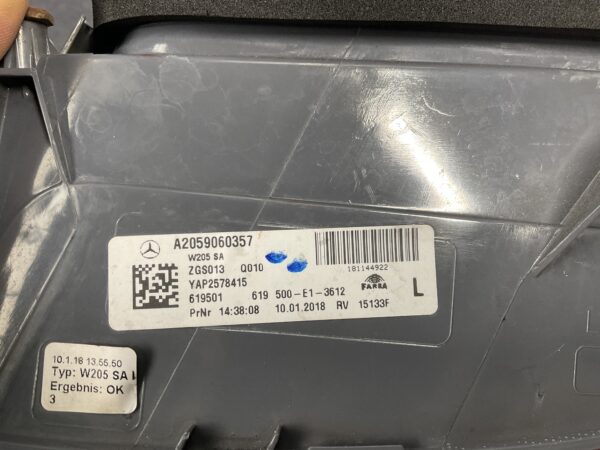 A2059060357
W205 SA
ZGS013 Q010
YAP2578415
181144922
619501 619 500-E1-3612
FARBA
L
PrNr 14:38:08 10.01.2018 RV 15133F
10.1.18 13.55.50
Typ: W205 SA
Ergebnis: OK
3